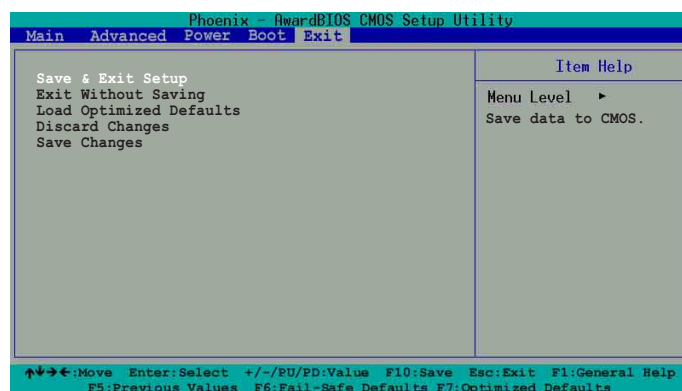 Phoenix - AwardBIOS CMOS Setup Utility
Main Advanced Power Boot Exit
Save & Exit Setup
Exit Without Saving
Load Optimized Defaults
Discard Changes
Save Changes
Item Help
Menu Level ►
Save data to CMOS.
↑↓→←:Move Enter:Select +/-/PU/PD:Value F10:Save Esc:Exit F1:General Help
F5:Previous Values F6:Fail-Safe Defaults F7:Optimized Defaults